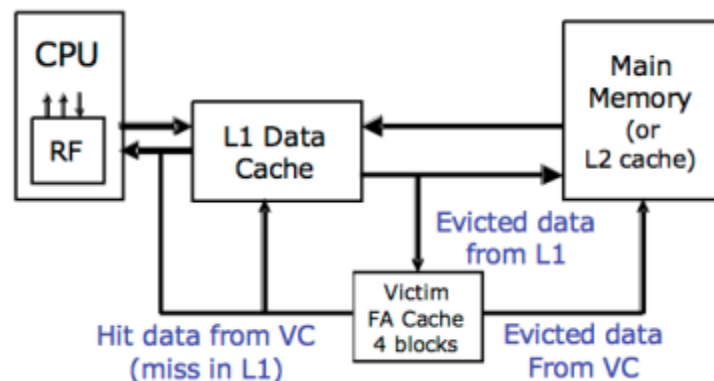 CPU
RF
L1 Data
Cache
Main
Memory
(or
L2 cache)
Evicted data
from L1
Victim
FA Cache
4 blocks
Hit data from VC
(miss in L1)
Evicted data
From VC